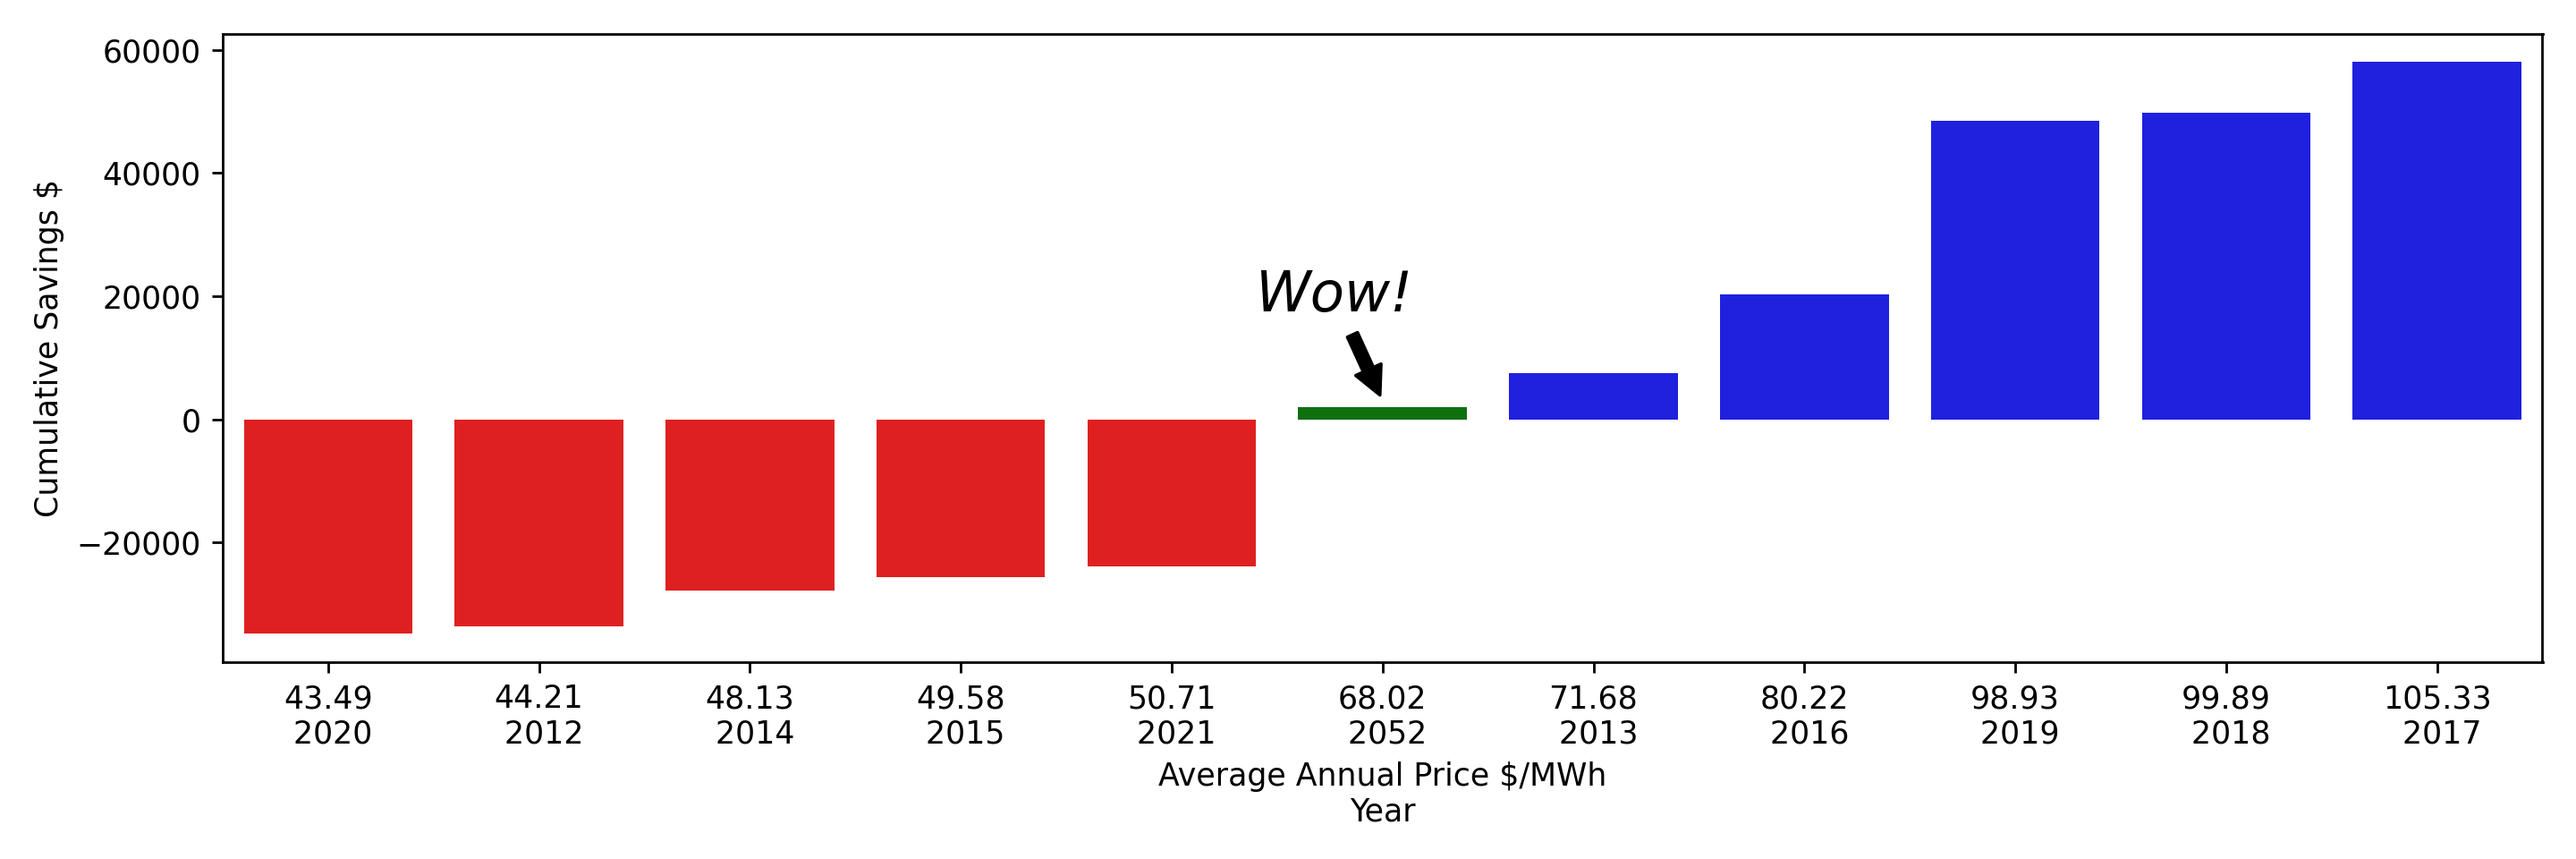 60000
40000
20000
0
−20000
Cumulative Savings $
Wow!
43.49 44.21 48.13 49.58 50.71 68.02 71.68 80.22 98.93 99.89 105.33
2020 2012 2014 2015 2021 2052 2013 2016 2019 2018 2017
Average Annual Price $/MWh
Year